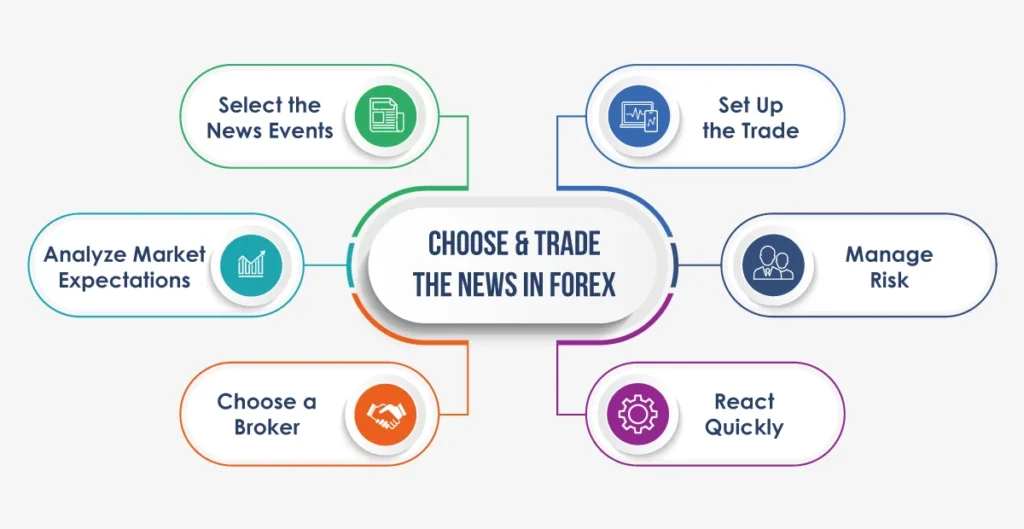 Select the
News Events
Set Up
the Trade
Analyze Market
Expectations
CHOOSE & TRADE
THE NEWS IN FOREX
Manage
Risk
Choose a
Broker
React
Quickly